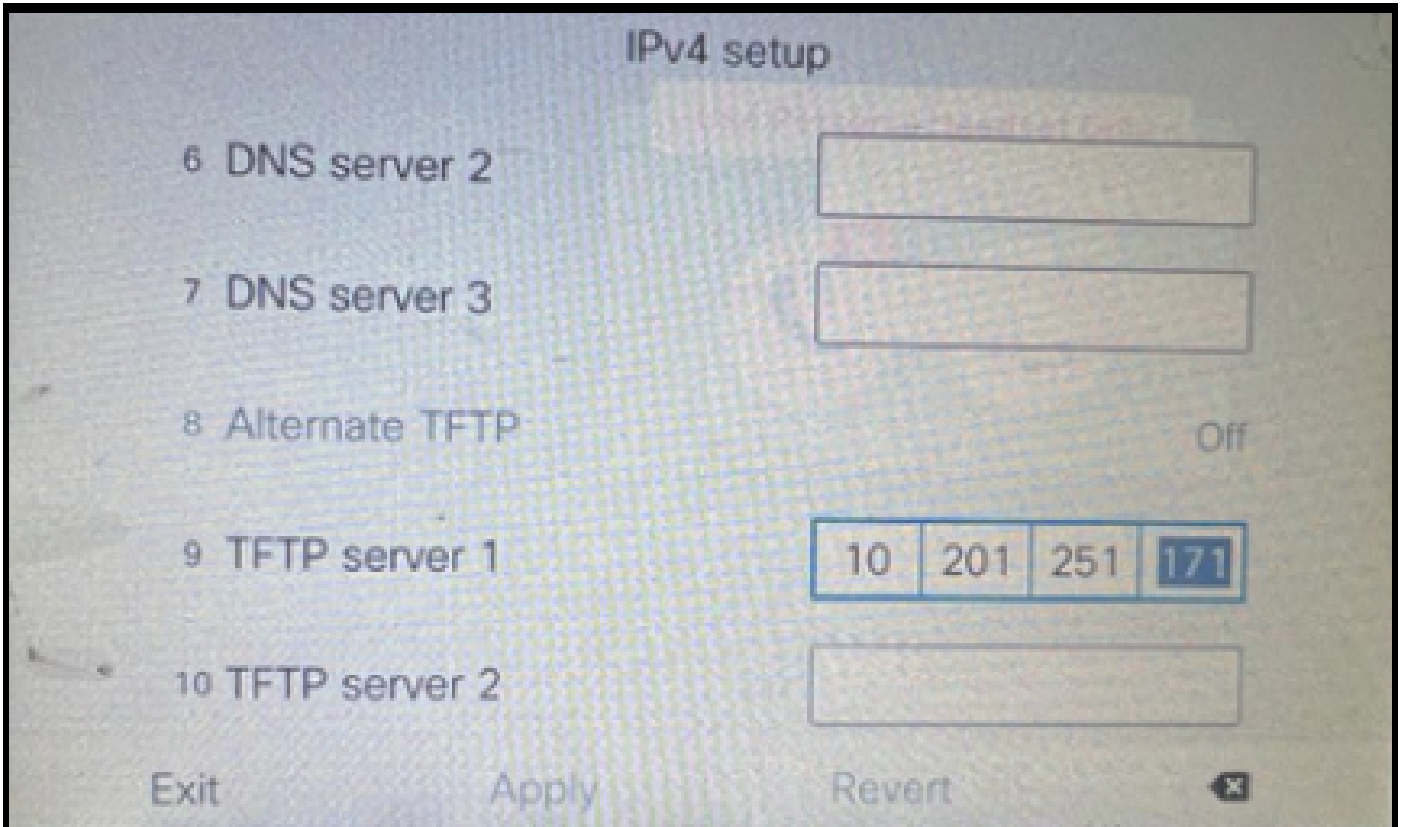 IPv4 setup
6 DNS server 2
7 DNS server 3
8 Alternate TFTP Off
9 TFTP server 1 10 201 251 171
10 TFTP server 2
Exit Apply Revert